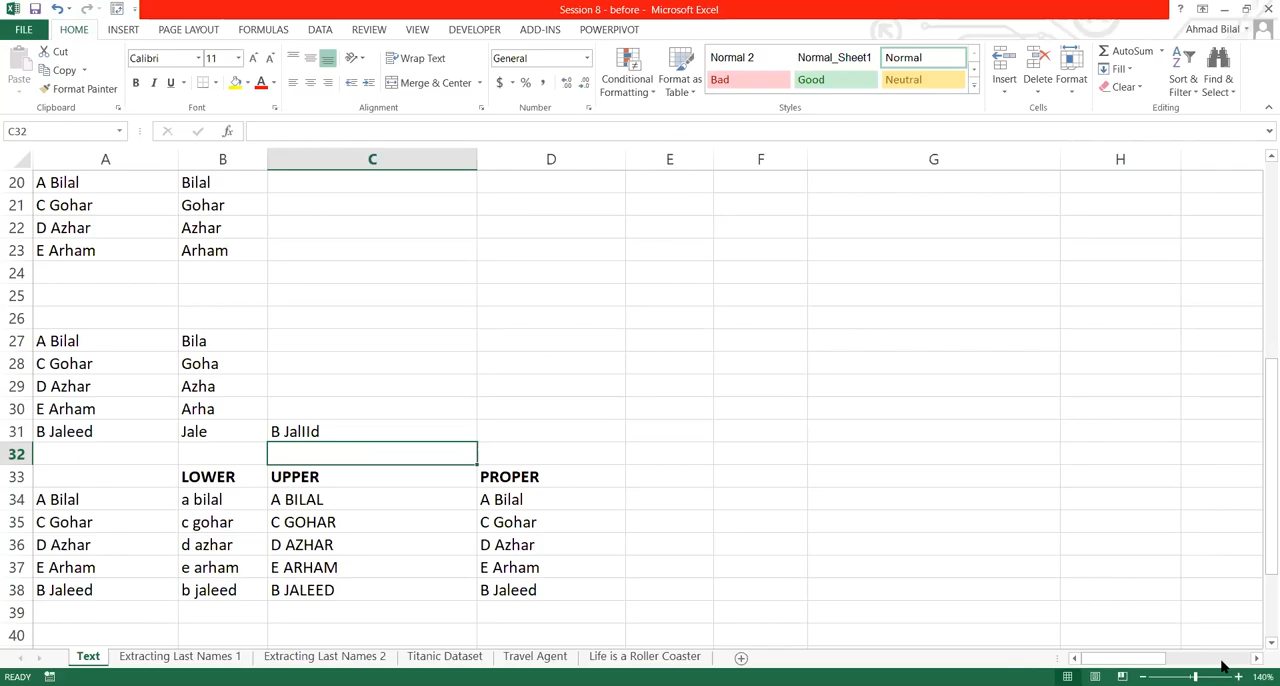 Session 8 - before - Microsoft Excel
FILE HOME INSERT PAGE LAYOUT FORMULAS DATA REVIEW VIEW DEVELOPER ADD-INS POWERPIVOT Ahmad Bilal
Paste Cut Copy Format Painter Clipboard
Calibri 11 B I U A A A Font
Wrap Text Merge & Center Alignment
General $ % , Number
Conditional Formatting Format as Table
Normal 2 Normal_Sheet1 Normal
Bad Good Neutral
Styles
Insert Delete Format Cells
AutoSum Fill Clear Sort & Filter Find & Select Editing
C32 fx
A B C D E F G H
20 A Bilal Bilal
21 C Gohar Gohar
22 D Azhar Azhar
23 E Arham Arham
24
25
26
27 A Bilal Bila
28 C Gohar Goha
29 D Azhar Azha
30 E Arham Arha
31 B Jaleed Jale B JalIId
32
33 LOWER UPPER PROPER
34 A Bilal a bilal A BILAL A Bilal
35 C Gohar c gohar C GOHAR C Gohar
36 D Azhar d azhar D AZHAR D Azhar
37 E Arham e arham E ARHAM E Arham
38 B Jaleed b jaleed B JALEED B Jaleed
39
40
Text Extracting Last Names 1 Extracting Last Names 2 Titanic Dataset Travel Agent Life is a Roller Coaster
READY 140%